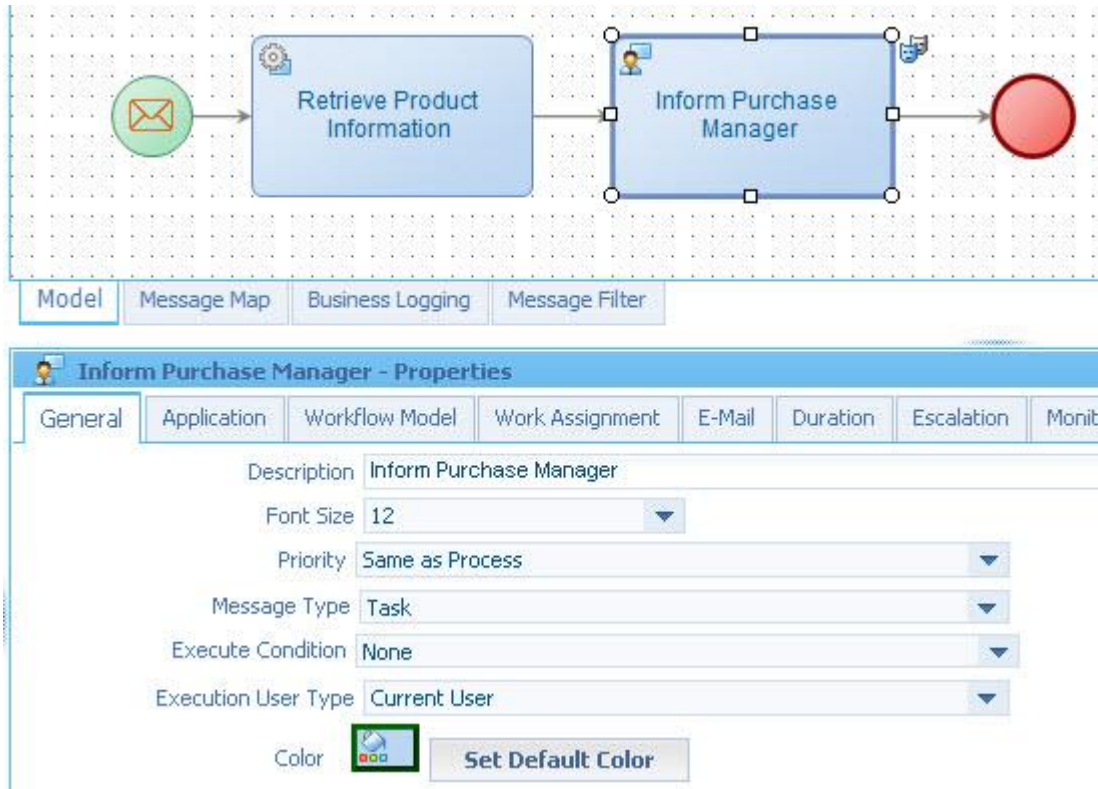 Retrieve Product
Information
Inform Purchase
Manager
Model Message Map Business Logging Message Filter
Inform Purchase Manager - Properties
General Application Workflow Model Work Assignment E-Mail Duration Escalation Monit
Description Inform Purchase Manager
Font Size 12
Priority Same as Process
Message Type Task
Execute Condition None
Execution User Type Current User
Color Set Default Color